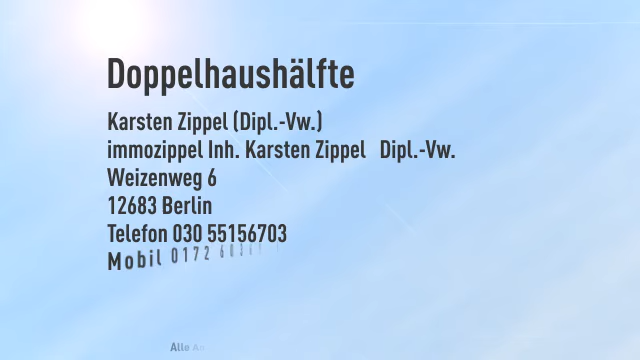 Doppelhaushälfte
Karsten Zippel (Dipl.-Vw.)
immozippel Inh. Karsten Zippel Dipl.-Vw.
Weizenweg 6
12683 Berlin
Telefon 030 55156703
Mobil 0172
Alle